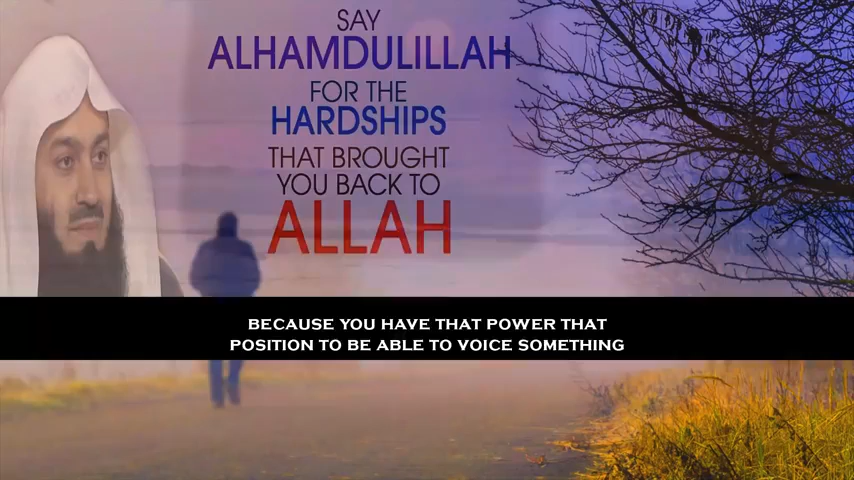 SAY
ALHAMDULILLAH
FOR THE
HARDSHIPS
THAT BROUGHT
YOU BACK TO
ALLAH
BECAUSE YOU HAVE THAT POWER THAT
POSITION TO BE ABLE TO VOICE SOMETHING